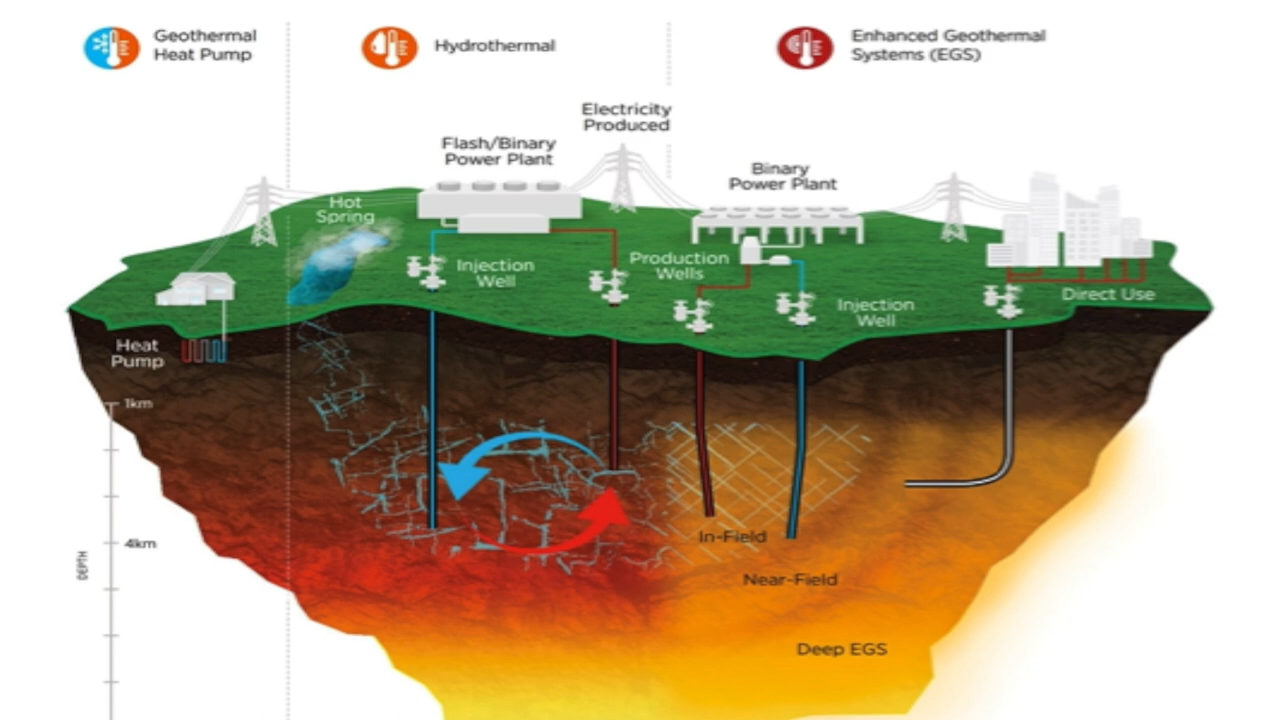 Geothermal
Heat Pump
Hydrothermal
Enhanced Geothermal
Systems (EGS)
Electricity
Produced
Flash/Binary
Power Plant
Binary
Power Plant
Hot
Spring
Injection
Well
Production
Wells
Injection
Well
Direct Use
Heat
Pump
1km
4km
DEPTH
In-Field
Near-Field
Deep EGS